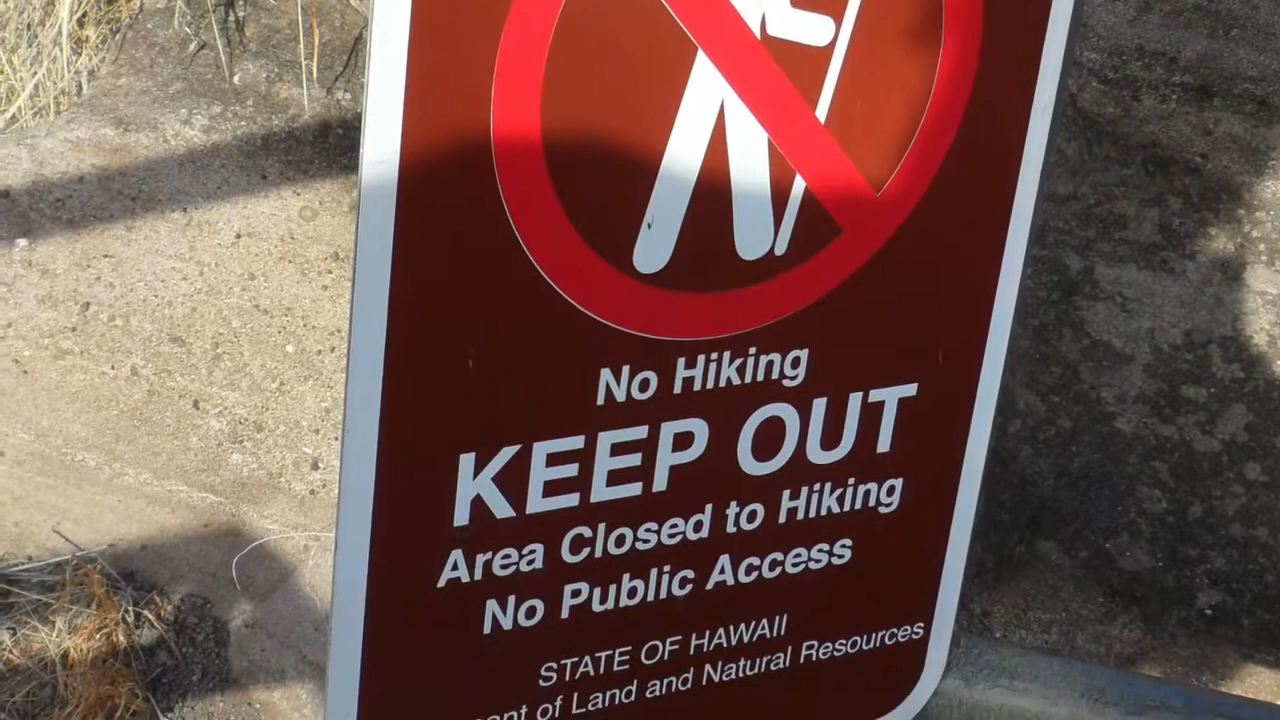 No Hiking
KEEP OUT
Area Closed to Hiking
No Public Access
STATE OF HAWAII
of Land and Natural Resources